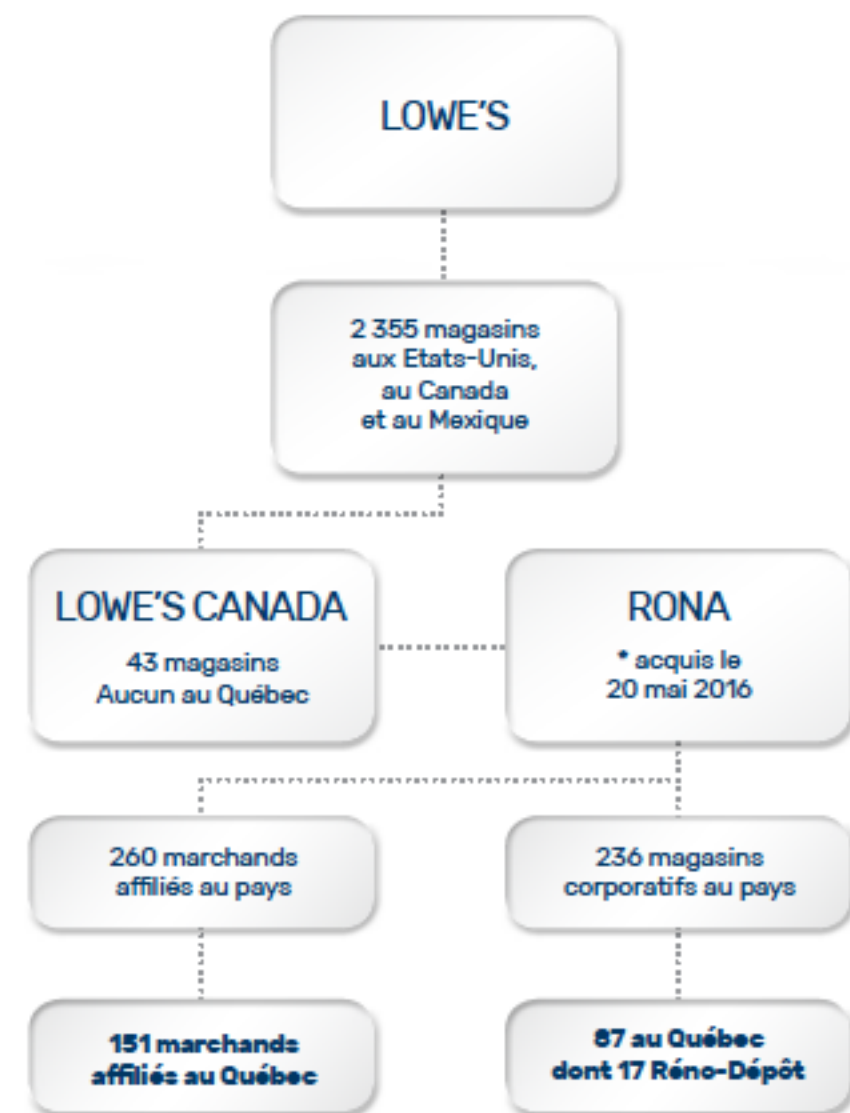 LOWE'S
2 355 magasins
aux Etats-Unis,
au Canada
et au Mexique
LOWE'S CANADA
43 magasins
Aucun au Québec
RONA
* acquis le
20 mai 2016
260 marchands
affiliés au pays
236 magasins
corporatifs au pays
151 marchands
affiliés au Québec
87 au Québec
dont 17 Réno-Dépôt